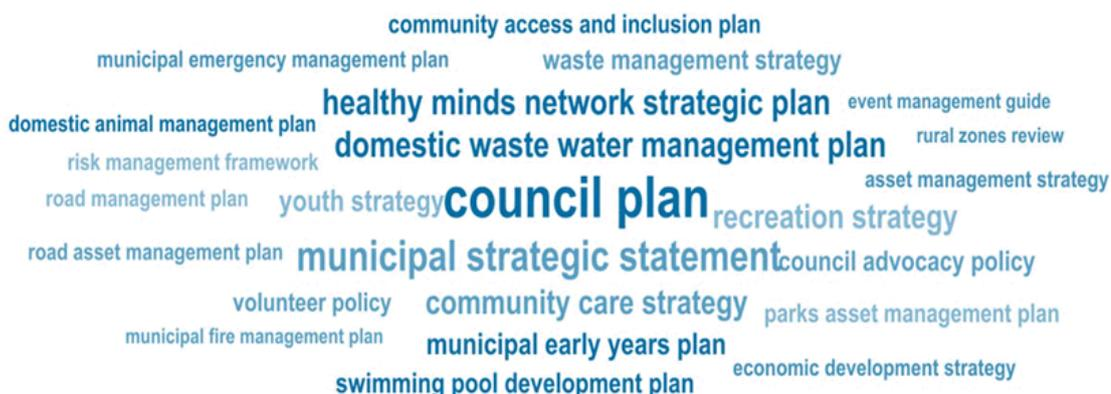 community access and inclusion plan
municipal emergency management plan
waste management strategy
healthy minds network strategic plan
event management guide
domestic animal management plan
domestic waste water management plan
rural zones review
risk management framework
asset management strategy
road management plan
youth strategy
council plan
recreation strategy
road asset management plan
municipal strategic statement
council advocacy policy
volunteer policy
community care strategy
parks asset management plan
municipal fire management plan
municipal early years plan
economic development strategy
swimming pool development plan